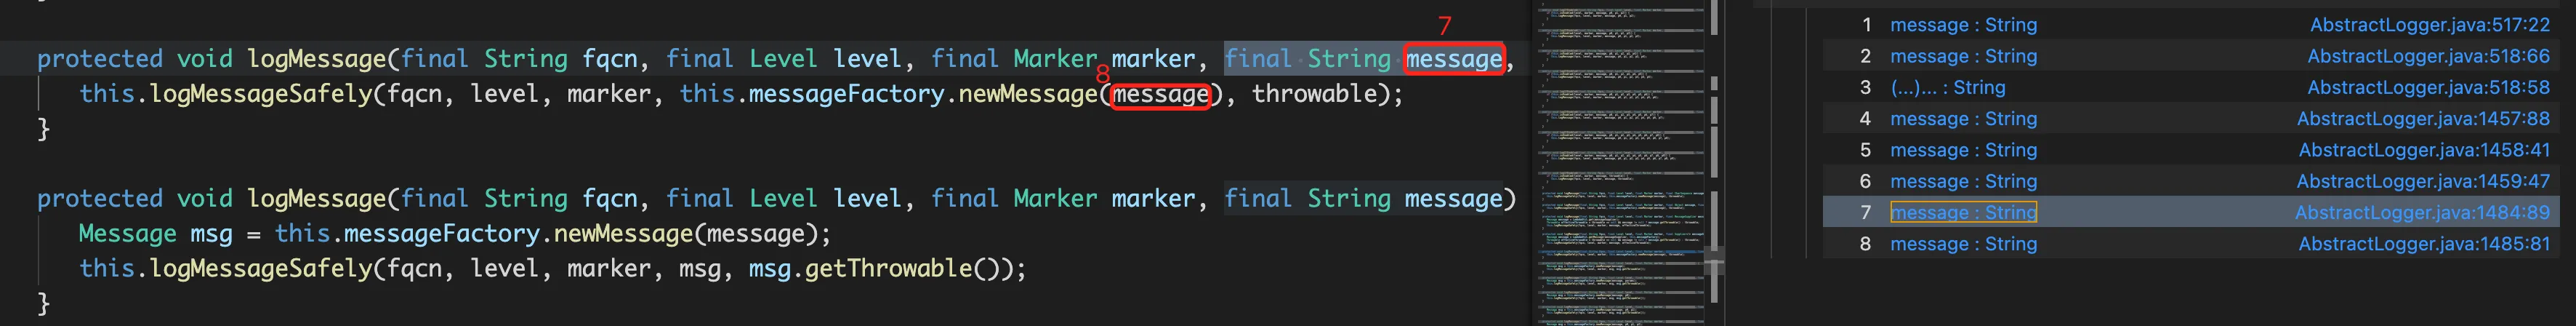 7
protected void logMessage(final String fqcn, final Level level, final Marker marker, final String message,
8
this.logMessageSafely(fqcn, level, marker, this.messageFactory.newMessage(message), throwable);
}
protected void logMessage(final String fqcn, final Level level, final Marker marker, final String message)
Message msg = this.messageFactory.newMessage(message);
this.logMessageSafely(fqcn, level, marker, msg, msg.getThrowable());
}
1 message : String AbstractLogger.java:517:22
2 message : String AbstractLogger.java:518:66
3 (...)... : String AbstractLogger.java:518:58
4 message : String AbstractLogger.java:1457:88
5 message : String AbstractLogger.java:1458:41
6 message : String AbstractLogger.java:1459:47
7 message : String AbstractLogger.java:1484:89
8 message : String AbstractLogger.java:1485:81